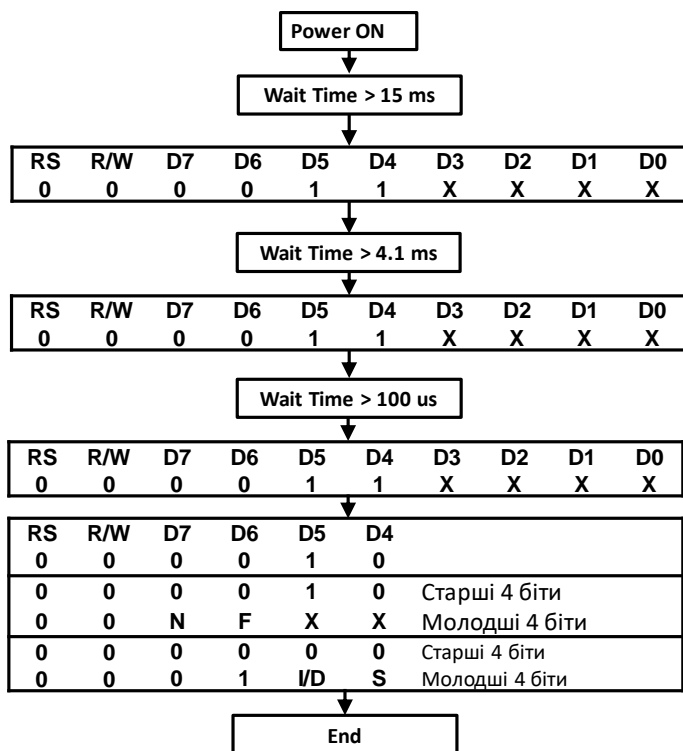 Power ON
Wait Time > 15 ms
RS R/W D7 D6 D5 D4 D3 D2 D1 D0
0 0 0 0 1 1 X X X X
Wait Time > 4.1 ms
RS R/W D7 D6 D5 D4 D3 D2 D1 D0
0 0 0 0 1 1 X X X X
Wait Time > 100 us
RS R/W D7 D6 D5 D4 D3 D2 D1 D0
0 0 0 0 1 1 X X X X
RS R/W D7 D6 D5 D4
0 0 0 0 1 0
0 0 0 0 1 0 Старші 4 біти
0 0 N F X X Молодші 4 біти
0 0 0 0 0 0 Старші 4 біти
0 0 0 1 I/D S Молодші 4 біти
End